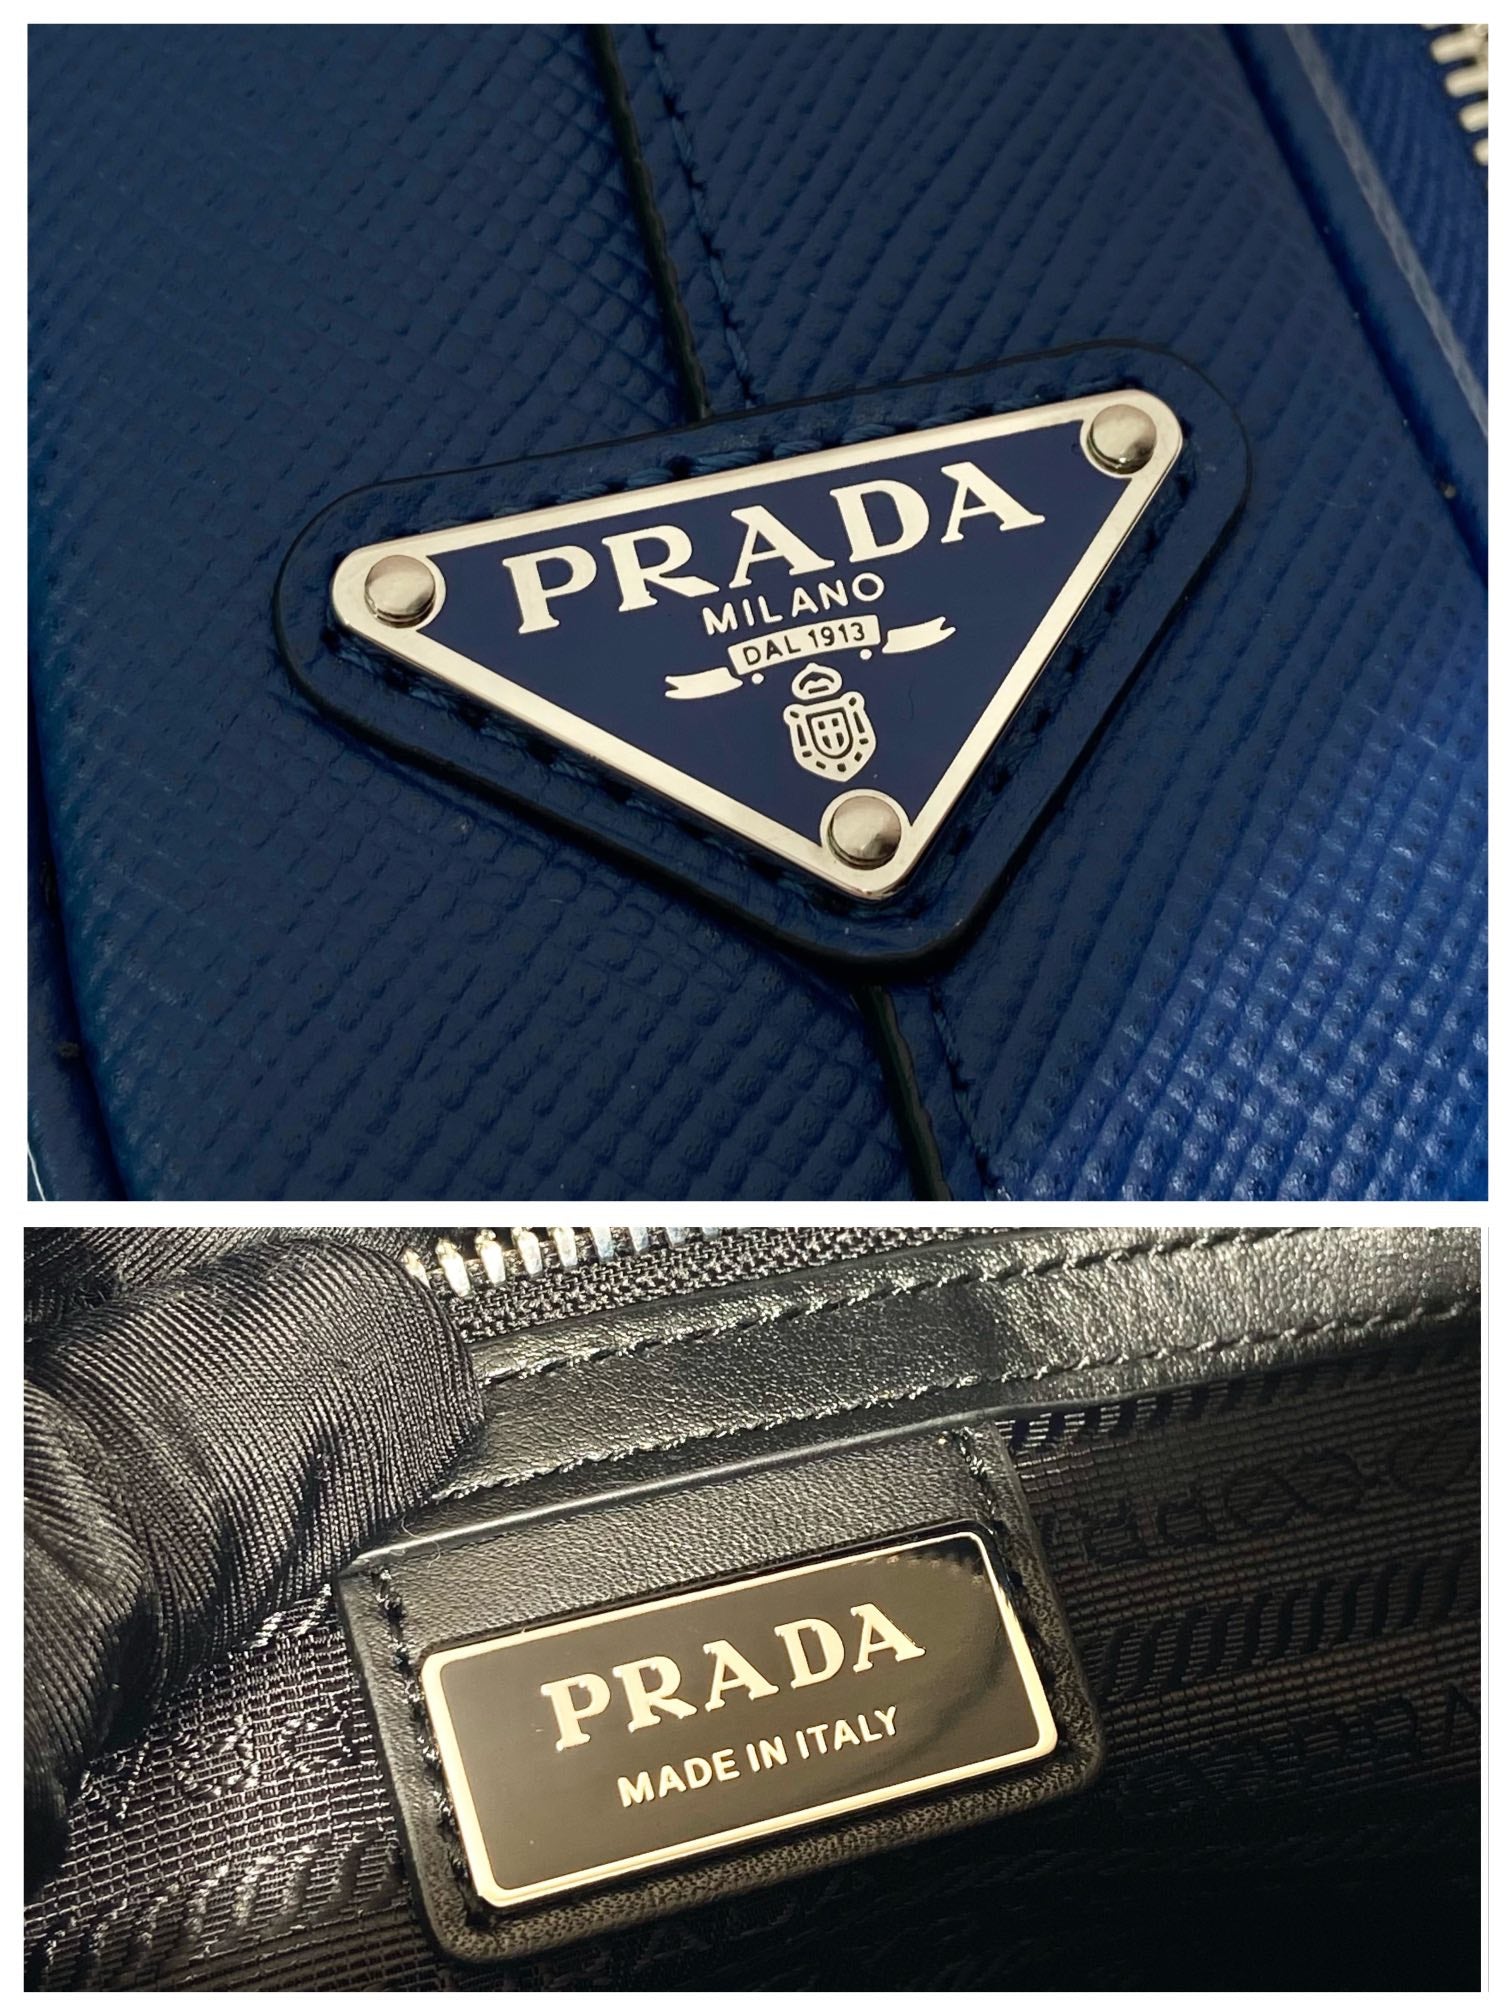 PRADA
MILANO
DAL 1913
PRADA
MADE IN ITALY